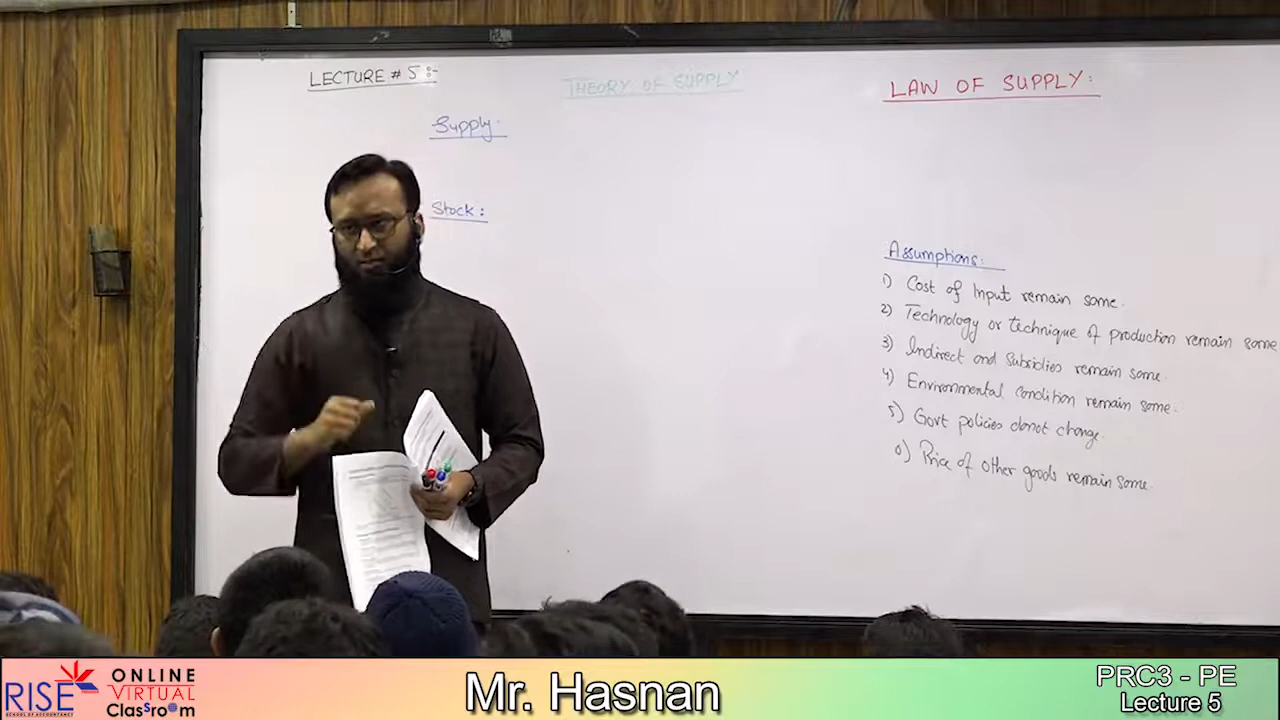 LECTURE # 5 :-
THEORY OF SUPPLY
LAW OF SUPPLY:
Supply:
Stock:
Assumptions:
1) Cost of Input remain same.
2) Technology or technique of production remain same
3) Indirect and Subsidies remain same.
4) Environmental condition remain same.
5) Govt policies donot change.
6) Price of other goods remain same.
RISE
SCHOOL OF ACCOUNTANCY
ONLINE
VIRTUAL
ClassrooM
Mr. Hasnan
PRC3 - PE
Lecture 5